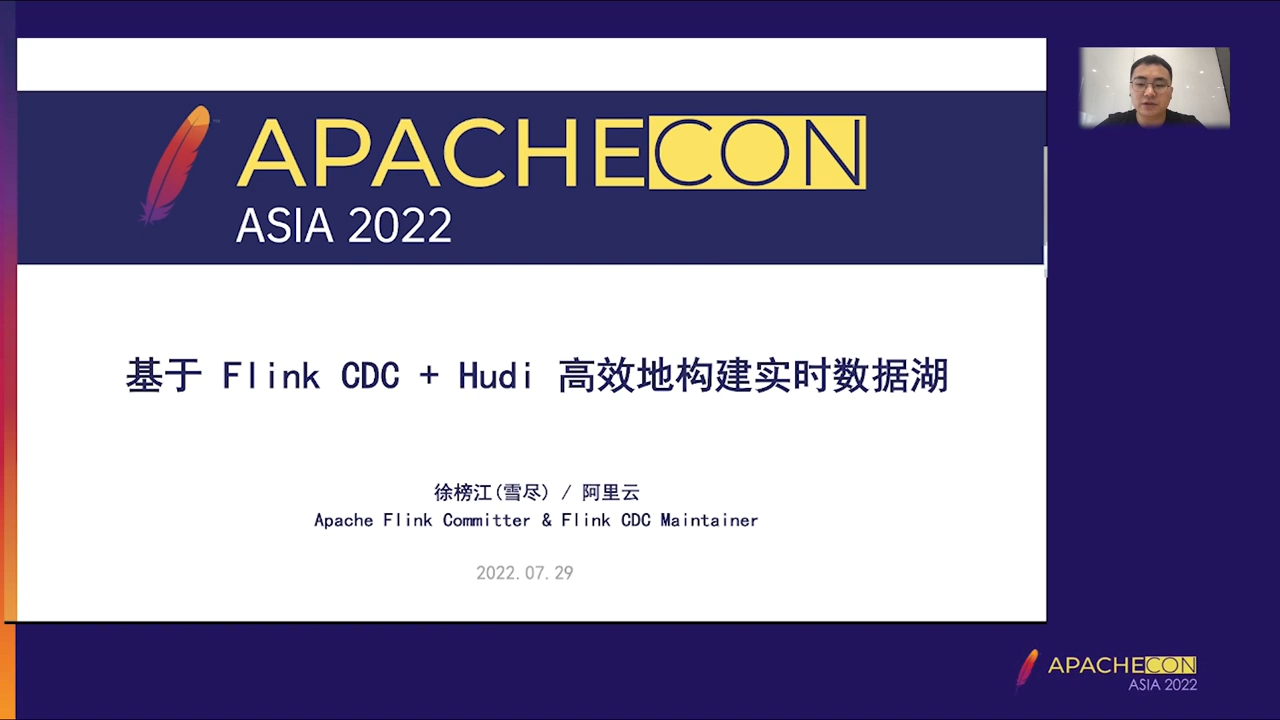 APACHECON
ASIA 2022
基于 Flink CDC + Hudi 高效地构建实时数据湖
徐榜江(雪尽) / 阿里云
Apache Flink Committer & Flink CDC Maintainer
2022.07.29
APACHECON
ASIA 2022